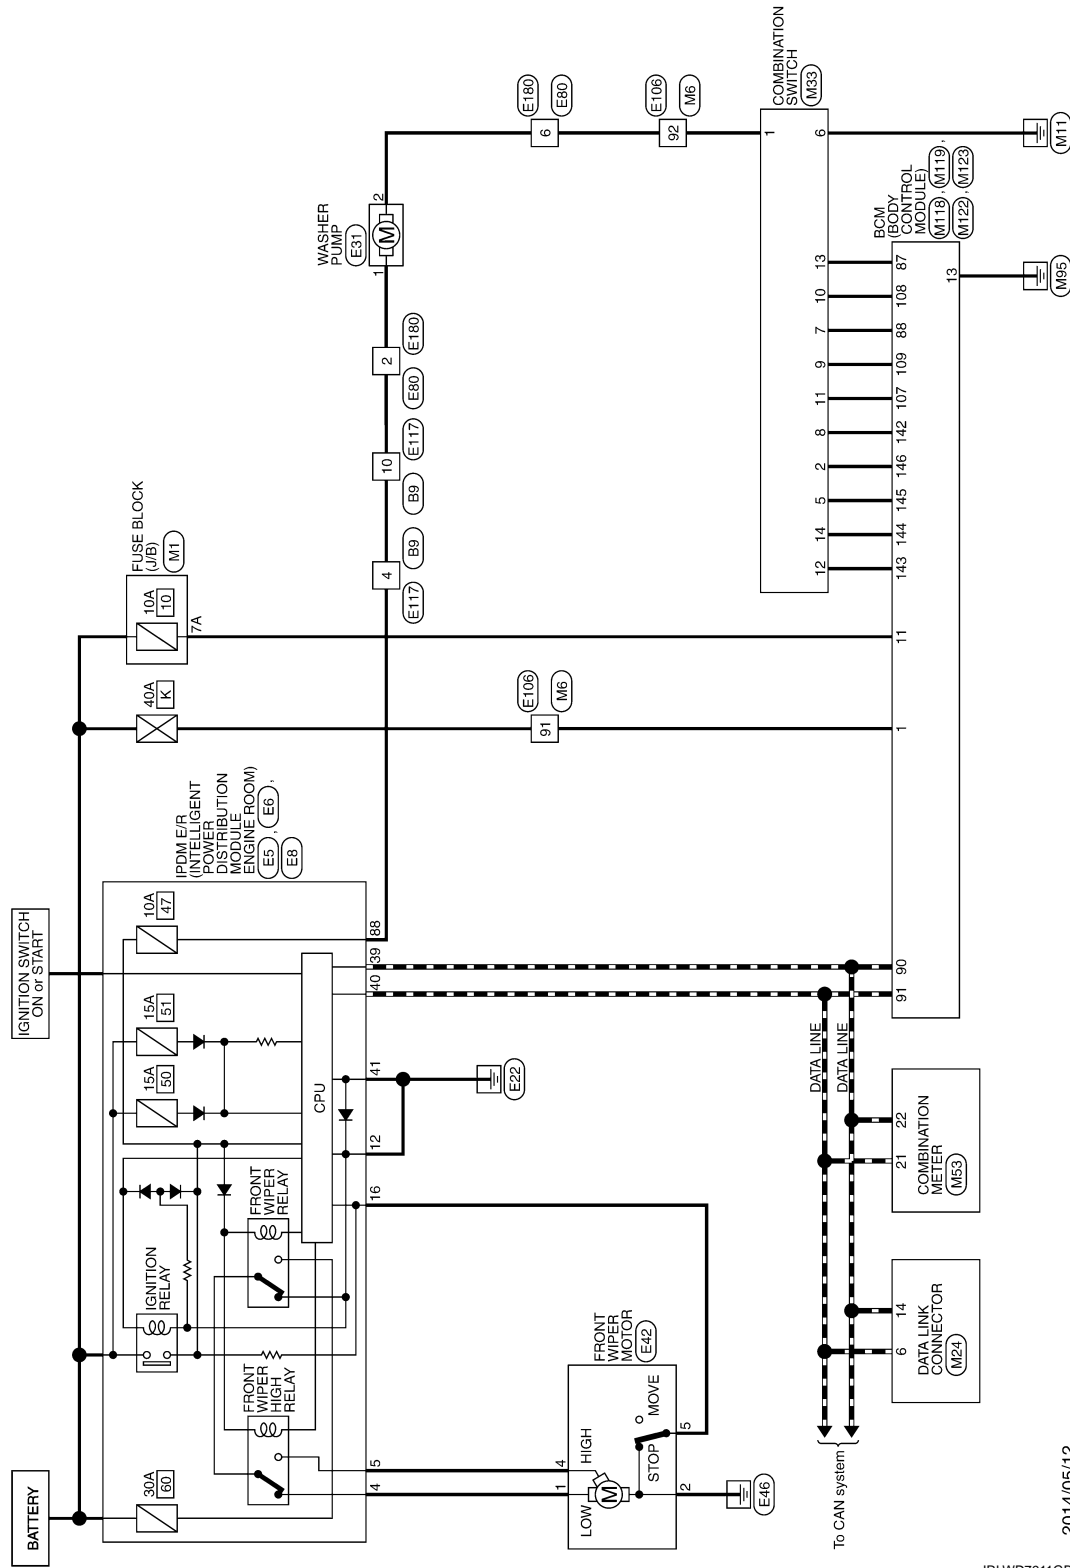 BATTERY
IGNITION SWITCH
ON or START
30A
60
IGNITION
RELAY
15A
50
15A
51
10A
47
IPDM E/R
(INTELLIGENT
POWER
DISTRIBUTION
MODULE
ENGINE ROOM)
E5 , E6 ,
E8
40A
K
10A
10
7A
FUSE BLOCK
(J/B)
M1
FRONT
WIPER
HIGH
RELAY
FRONT
WIPER
RELAY
CPU
4
5
16
12
41
40
39
88
E117
4
B9
B9
10
E117
E80
2
E180
WASHER
PUMP
E31
1
M
2
E22
91
E106
M6
6
E180
E80
92
E106
M6
1
4
LOW
HIGH
M
STOP
MOVE
FRONT
WIPER
MOTOR
E42
2
5
E46
COMBINATION
SWITCH
M33
1
12
14
5
2
8
11
9
7
10
13
6
143
144
145
146
142
107
109
88
108
87
BCM
(BODY
CONTROL
MODULE)
M118 , M119 ,
M122 , M123
91
90
1
11
13
M95
M11
To CAN system
DATA LINE
DATA LINE
6
14
DATA LINK
CONNECTOR
M24
21
22
COMBINATION
METER
M53
2014/05/12